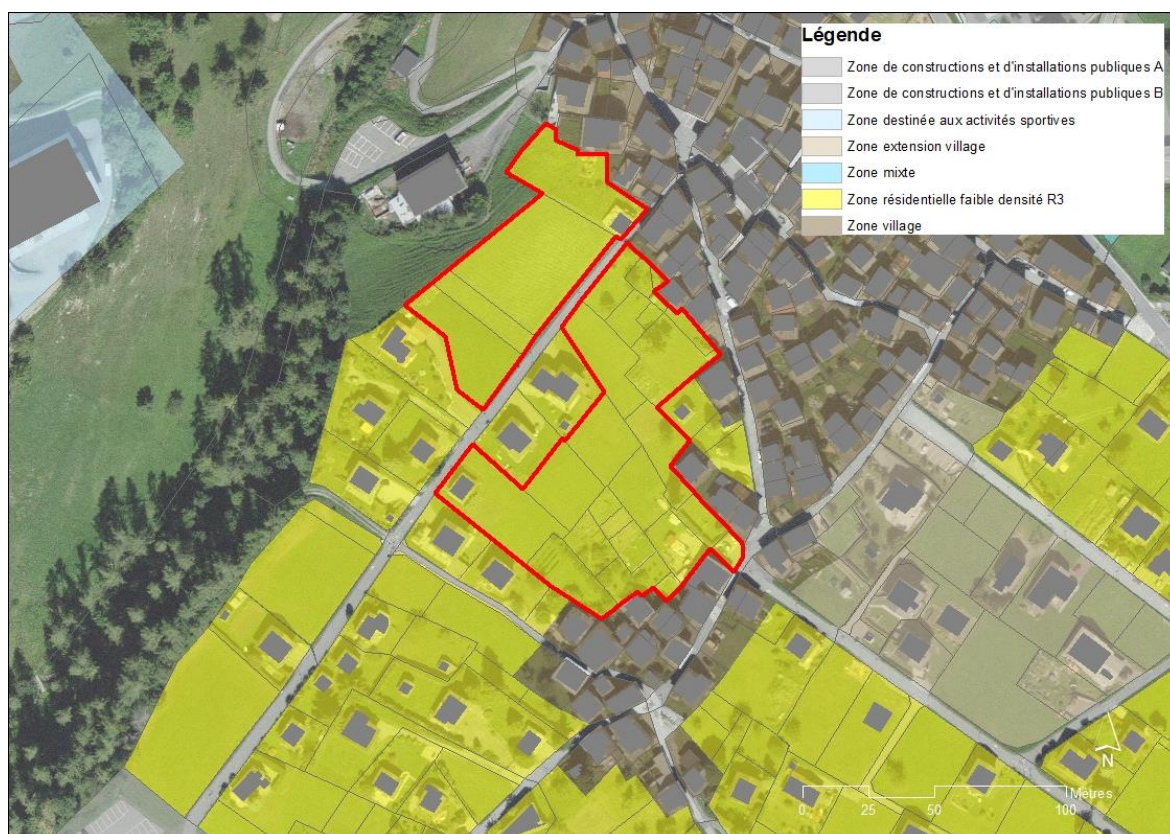 Légende
Zone de constructions et d'installations publiques A
Zone de constructions et d'installations publiques B
Zone destinée aux activités sportives
Zone extension village
Zone mixte
Zone résidentielle faible densité R3
Zone village
N
Mètres
0 25 50 100